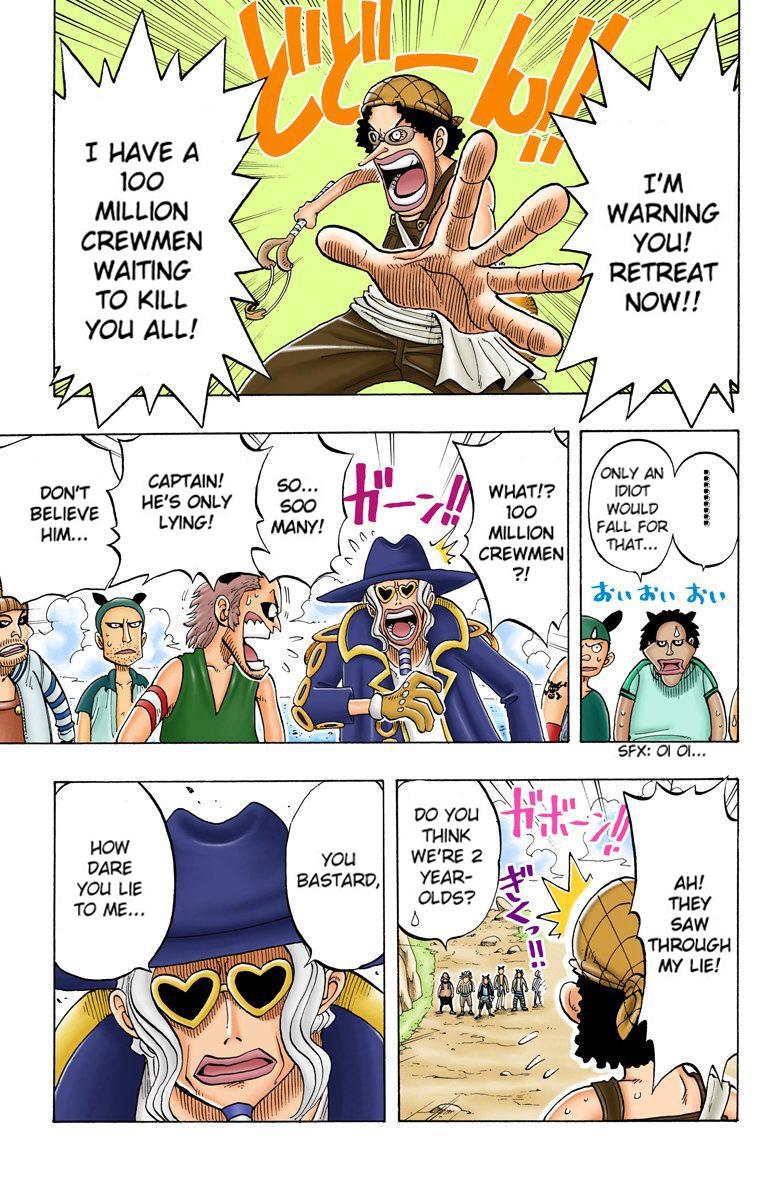 どどーん!!
I'M
WARNING
YOU!
RETREAT
NOW!!
I HAVE A
100
MILLION
CREWMEN
WAITING
TO KILL
YOU ALL!
ONLY AN
IDIOT
WOULD
FALL FOR
THAT...
おいおいおい
SFX: OI OI...
WHAT!?
100
MILLION
CREWMEN
?!
ガーン!!
SO...
SOO
MANY!
CAPTAIN!
HE'S ONLY
LYING!
DON'T
BELIEVE
HIM...
AH!
THEY
SAW
THROUGH
MY LIE!
ガボーン!!
ぎくっ!!
DO YOU
THINK
WE'RE 2
YEAR-
OLDS?
YOU
BASTARD,
HOW
DARE
YOU LIE
TO ME...